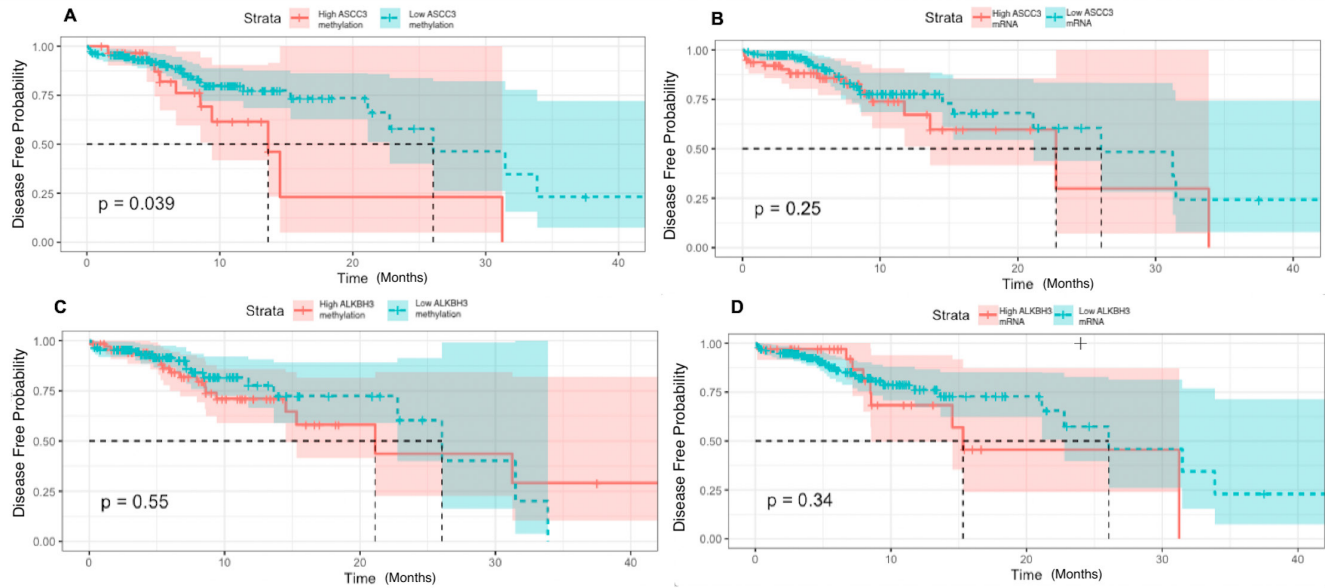 A
Strata High ASCC3 methylation Low ASCC3 methylation
Disease Free Probability
1.00
0.75
0.50
0.25
0.00
p = 0.039
0 10 20 30 40
Time (Months)
B
Strata High ASCC3 mRNA Low ASCC3 mRNA
Disease Free Probability
1.00
0.75
0.50
0.25
0.00
p = 0.25
0 10 20 30 40
Time (Months)
C
Strata High ALKBH3 methylation Low ALKBH3 methylation
Disease Free Probability
1.00
0.75
0.50
0.25
0.00
p = 0.55
0 10 20 30 40
Time (Months)
D
Strata High ALKBH3 mRNA Low ALKBH3 mRNA
Disease Free Probability
1.00
0.75
0.50
0.25
0.00
p = 0.34
0 10 20 30 40
Time (Months)